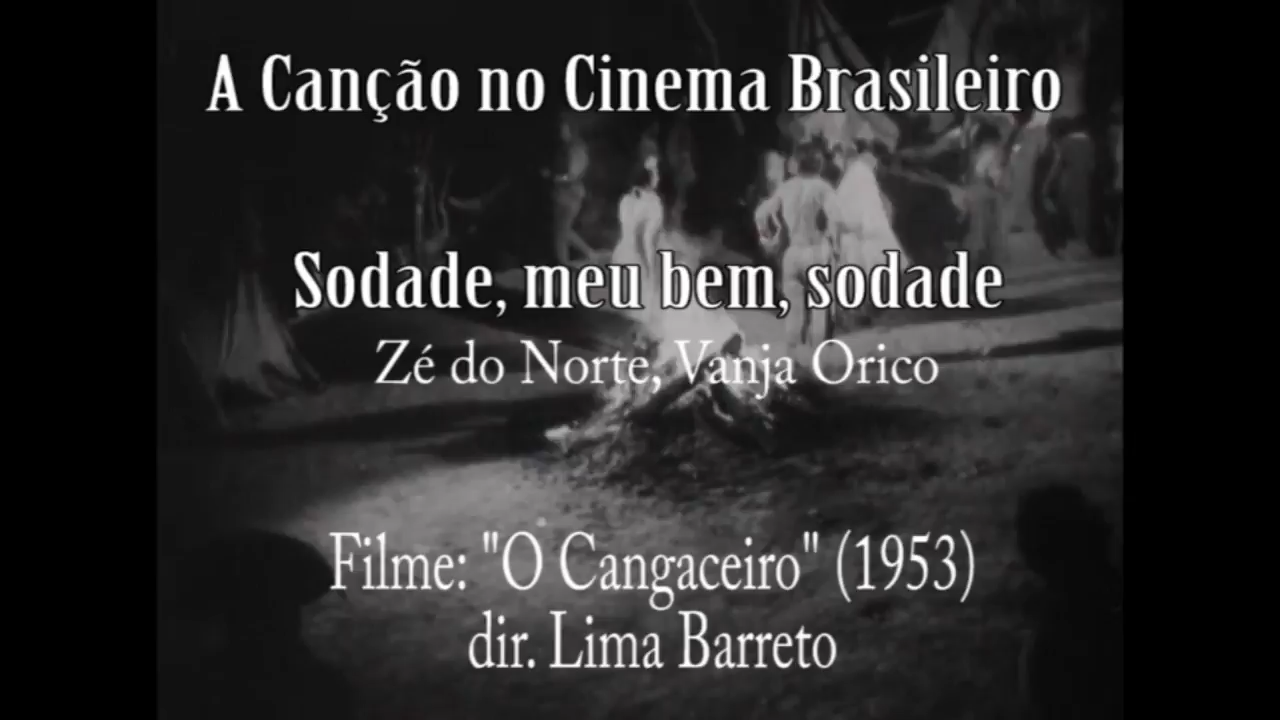 A Canção no Cinema Brasileiro
Sodade, meu bem, sodade
Zé do Norte, Vanja Orico
Filme: "O Cangaceiro" (1953)
dir. Lima Barreto